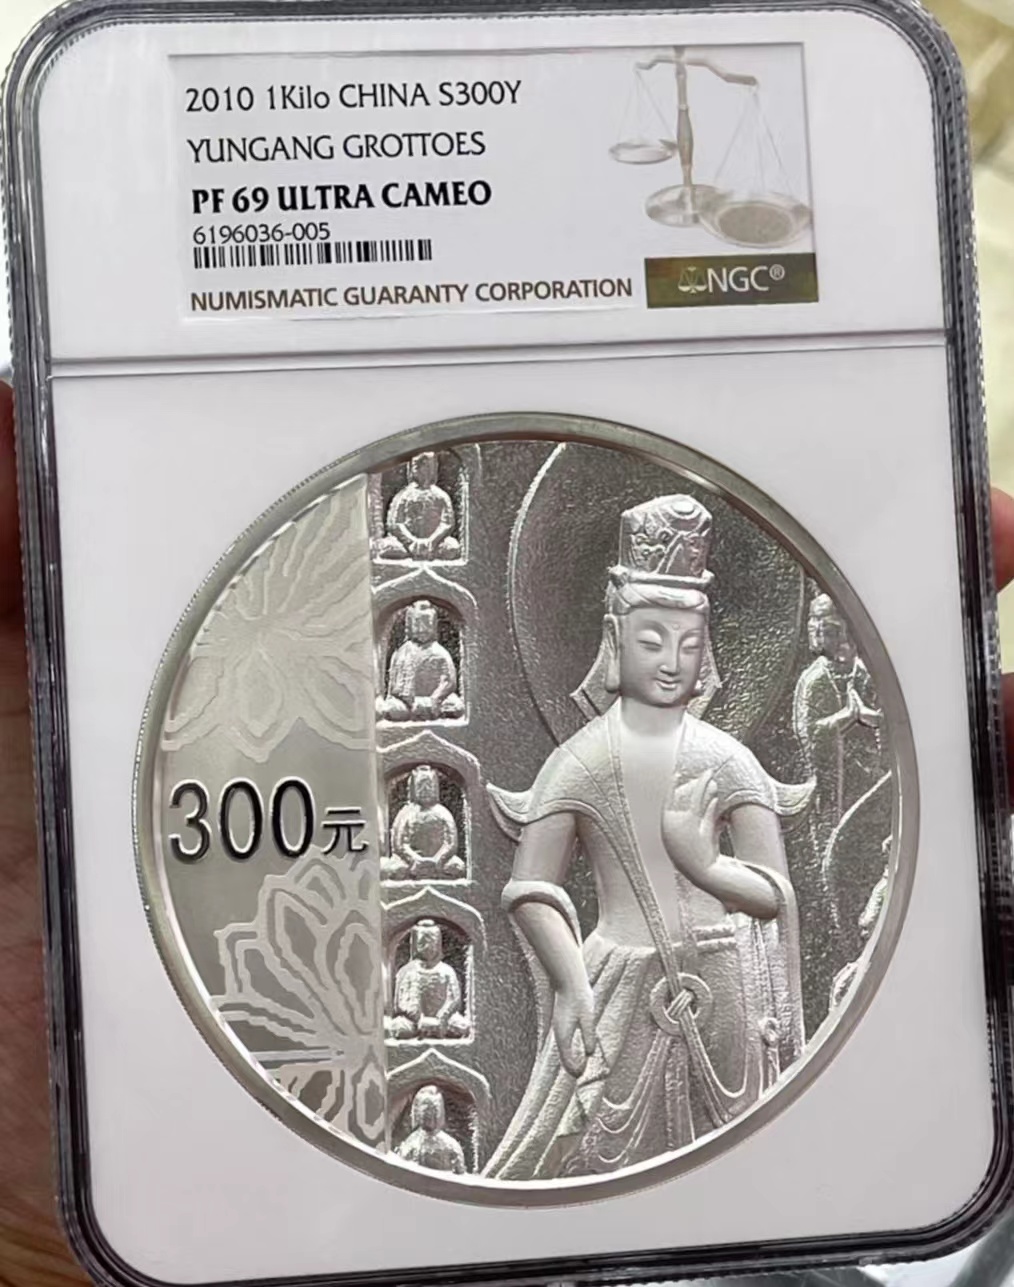 2010 1Kilo CHINA S300Y
YUNGANG GROTTOES
PF 69 ULTRA CAMEO
6196036-005
NUMISMATIC GUARANTY CORPORATION
NGC®
300元